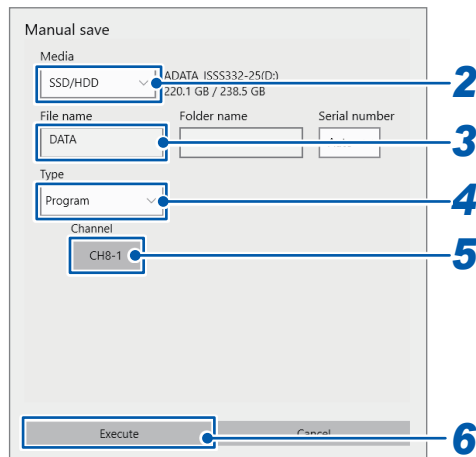 Manual save
Media
SSD/HDD
ADATA ISSS332-25(D:)
220.1 GB / 238.5 GB
2
File name Folder name Serial number
DATA
3
Type
Program
4
Channel
CH8-1
5
Execute Cancel
6